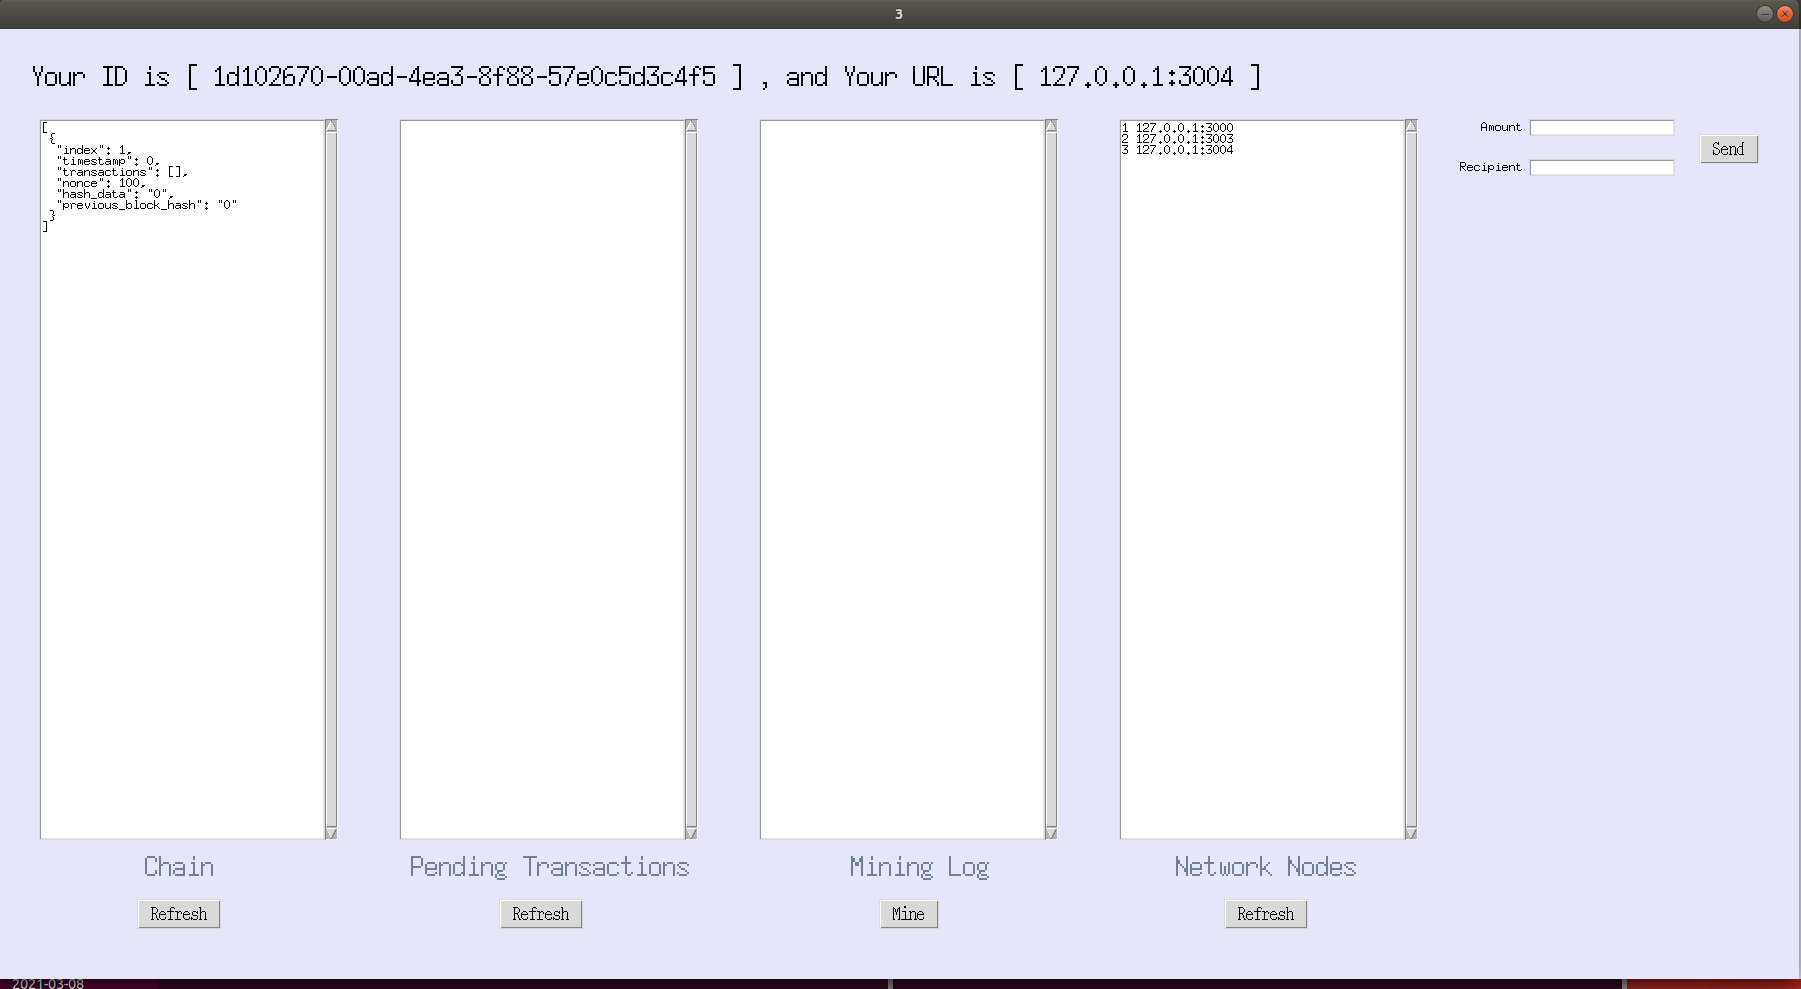 3
Your ID is [ 1d102670-00ad-4ea3-8f88-57e0c5d3c4f5 ] , and Your URL is [ 127.0.0.1:3004 ]
[
 {
  "index": 1,
  "timestamp": 0,
  "transactions": [],
  "nonce": 100,
  "hash_data": "0",
  "previous_block_hash": "0"
 }
]
1 127.0.0.1:3000
2 127.0.0.1:3003
3 127.0.0.1:3004
Amount
Recipient
Send
Chain
Pending Transactions
Mining Log
Network Nodes
Refresh
Refresh
Mine
Refresh
2021-03-08